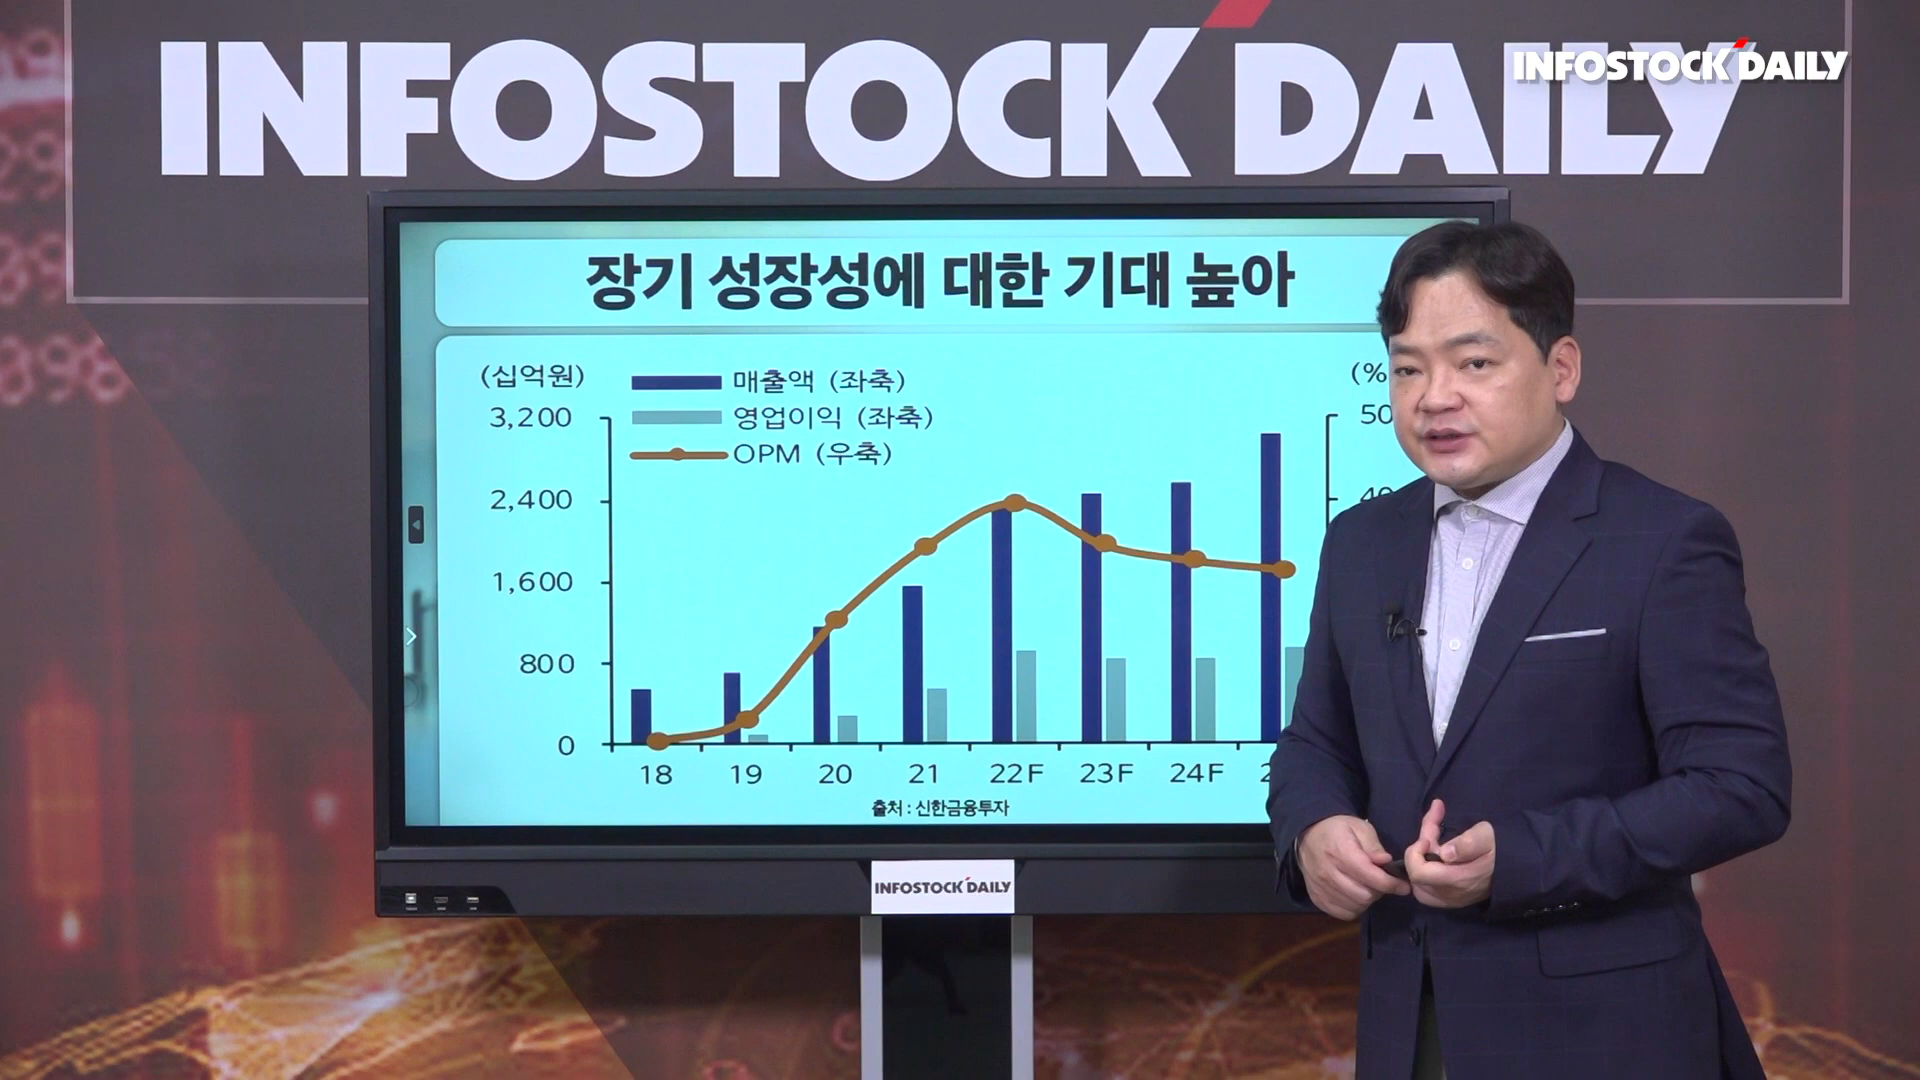 INFOSTOCK DAILY
INFOSTOCK DAILY
장기 성장성에 대한 기대 높아
(십억원)
매출액 (좌축)
영업이익 (좌축)
OPM (우축)
(%
3,200
2,400
1,600
800
0
50
40
18 19 20 21 22F 23F 24F
출처 : 신한금융투자
INFOSTOCK DAILY